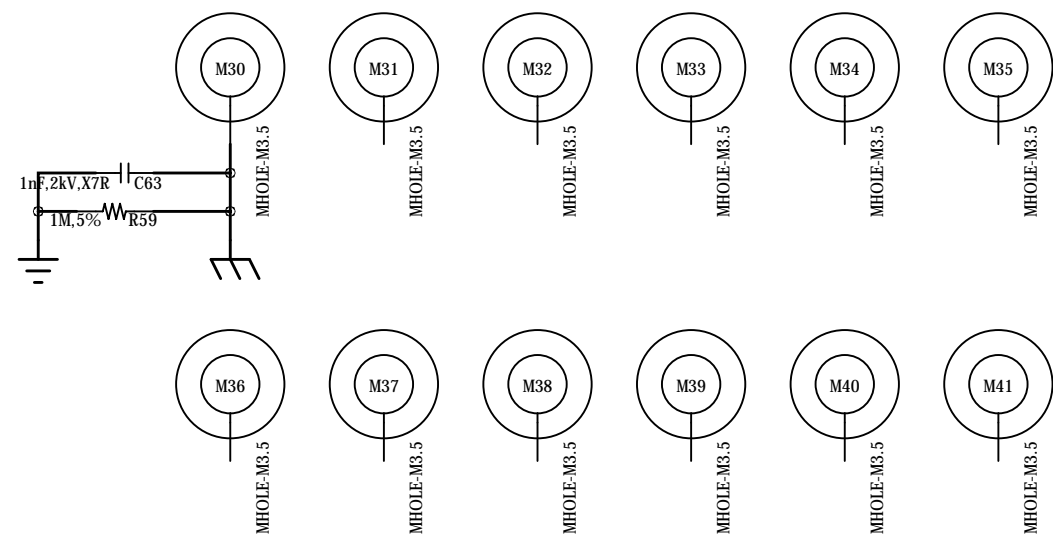 M30
M31
M32
M33
M34
M35
MHOLE-M3.5
MHOLE-M3.5
MHOLE-M3.5
MHOLE-M3.5
MHOLE-M3.5
MHOLE-M3.5
1nF,2kV,X7R
C63
1M,5%
R59
M36
M37
M38
M39
M40
M41
MHOLE-M3.5
MHOLE-M3.5
MHOLE-M3.5
MHOLE-M3.5
MHOLE-M3.5
MHOLE-M3.5